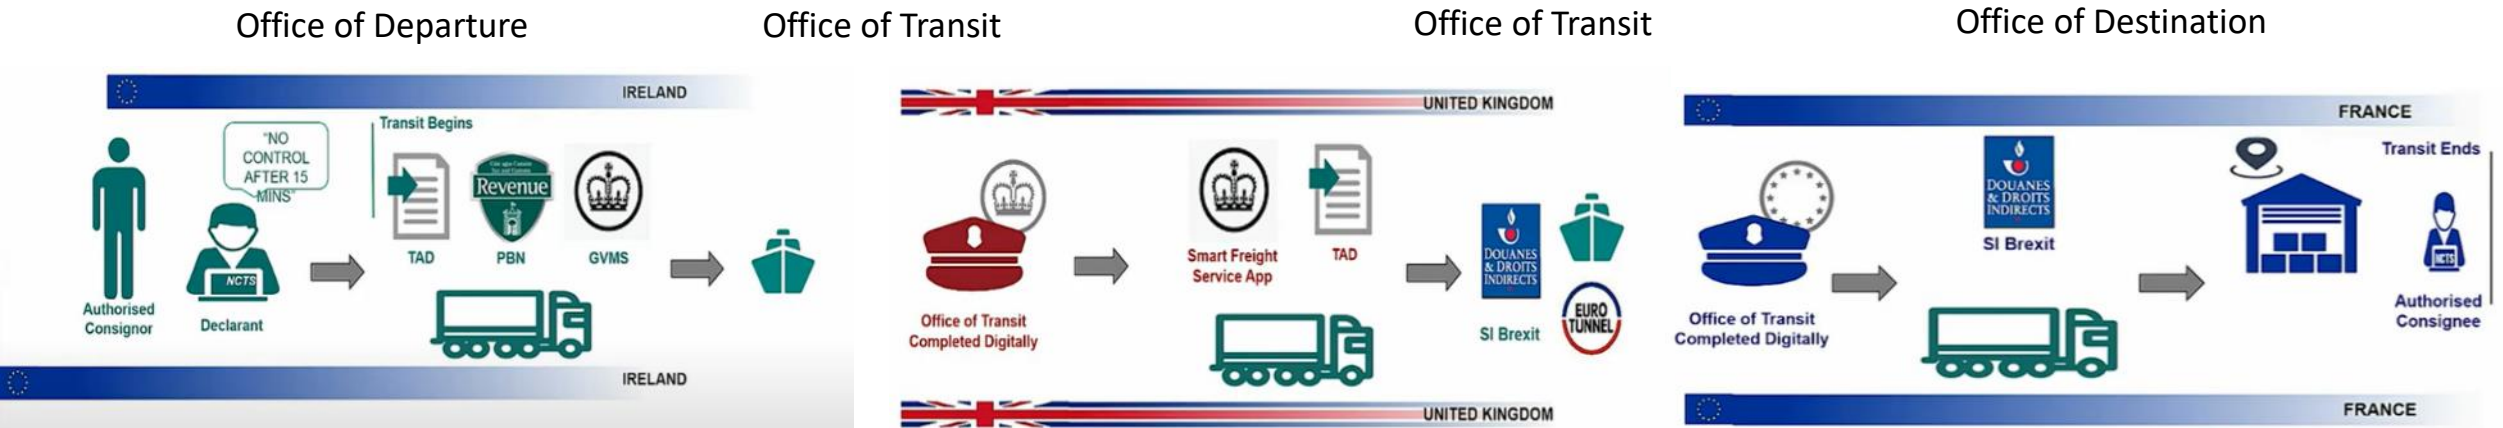 Office of Departure
Office of Transit
Office of Transit
Office of Destination
IRELAND
Transit Begins
"NO
CONTROL
AFTER 15
MINS"
Revenue
NCTS
TAD
PBN
GVMS
Authorised
Consignor
Declarant
IRELAND
UNITED KINGDOM
Smart Freight
Service App
TAD
DOUANES
& DROITS
INDIRECTS
EURO
TUNNEL
SI Brexit
Office of Transit
Completed Digitally
UNITED KINGDOM
FRANCE
Transit Ends
DOUANES
& DROITS
INDIRECTS
SI Brexit
NCTS
Authorised
Consignee
Office of Transit
Completed Digitally
FRANCE